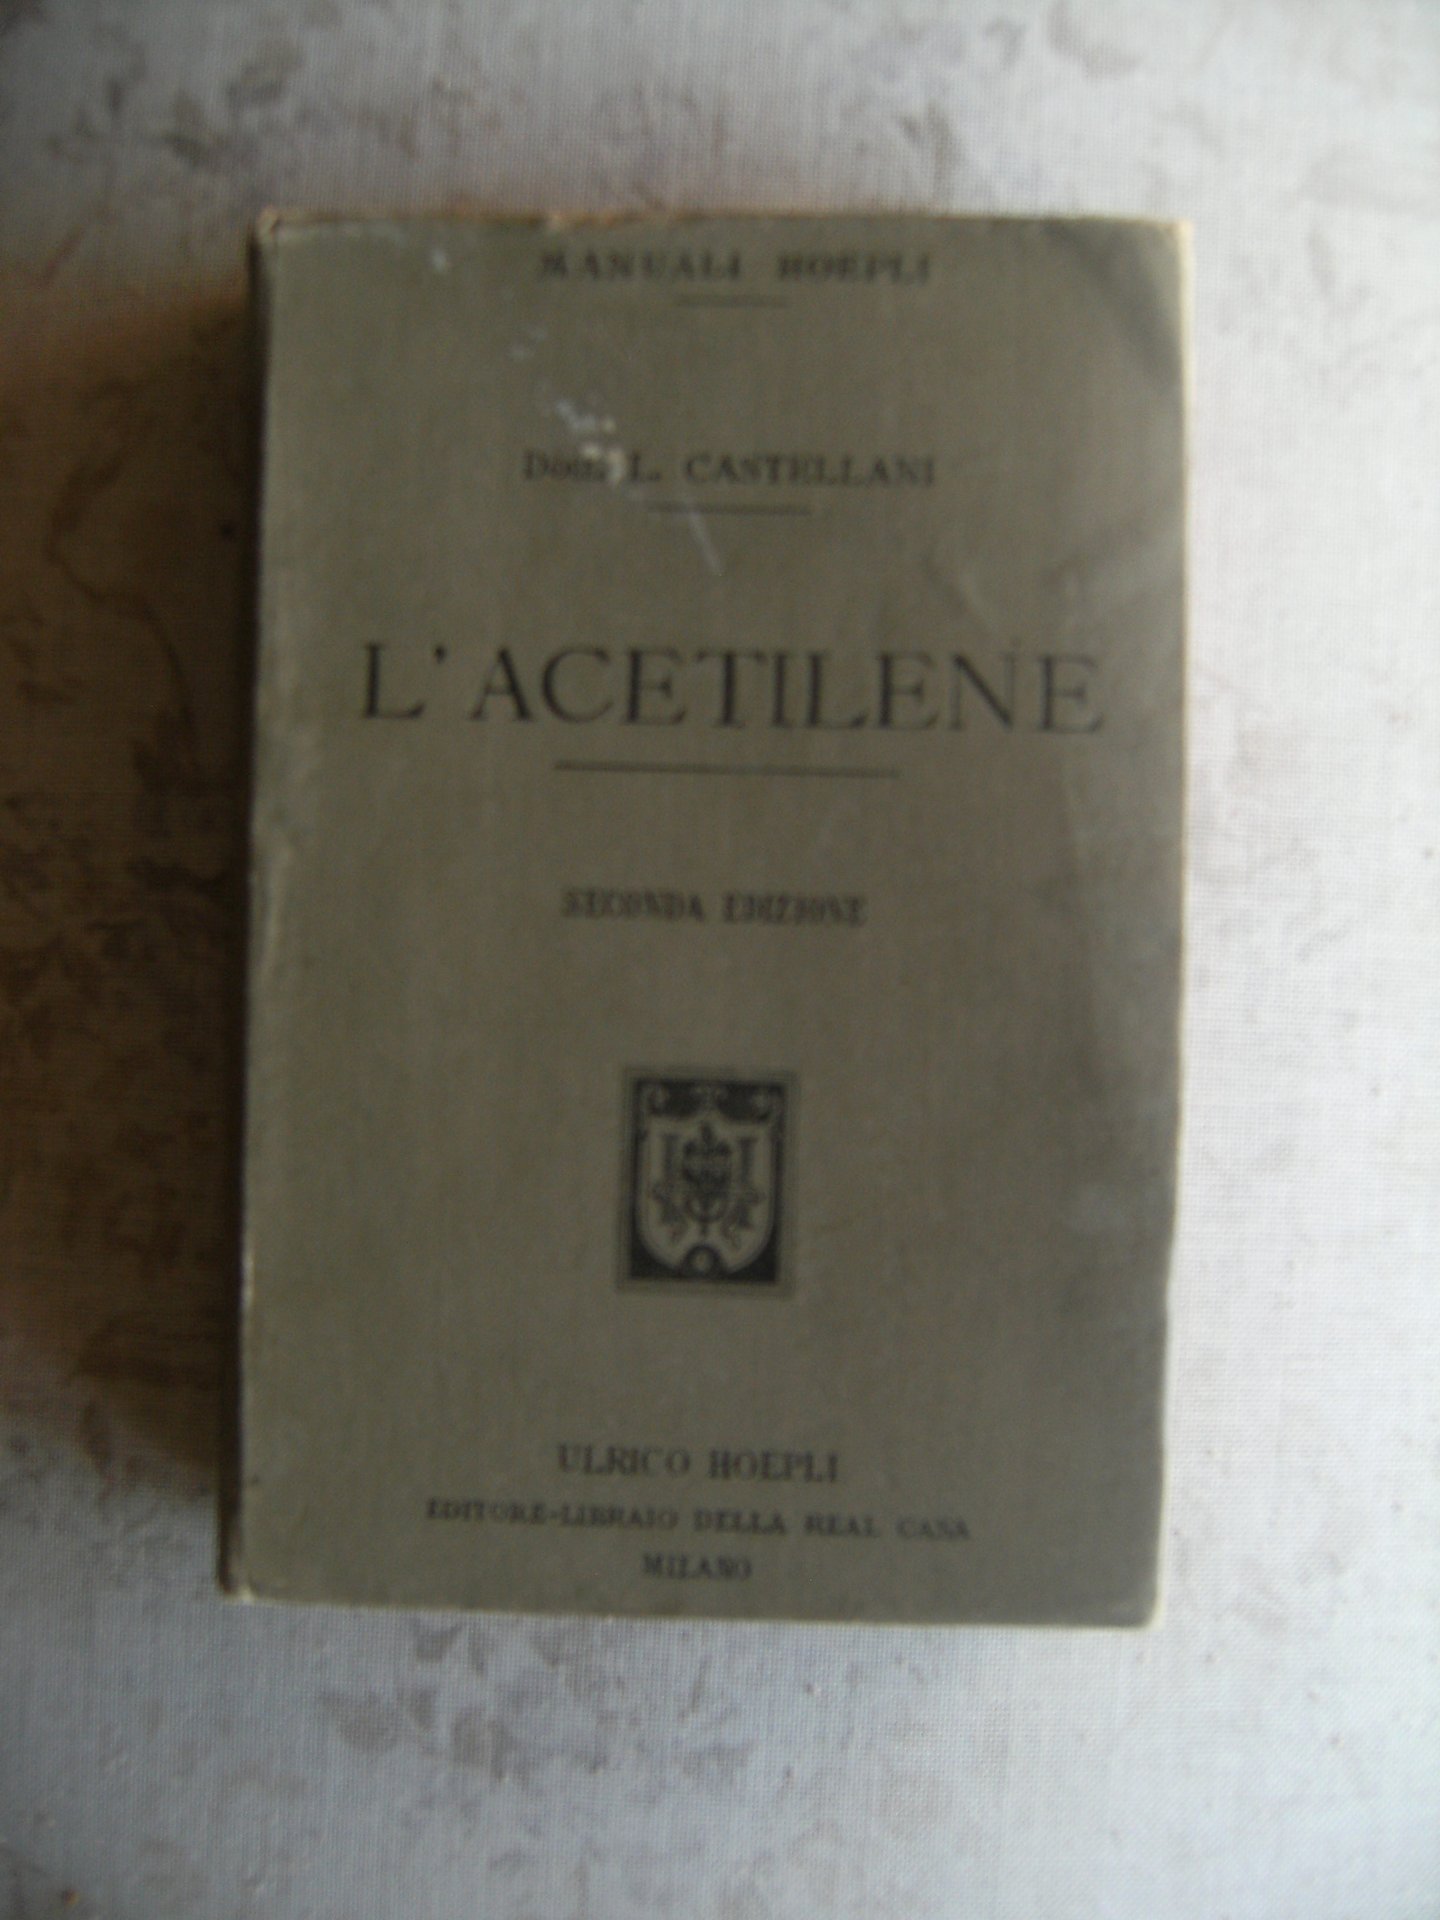 MANUALI HOEPLI
Dott. L. CASTELLANI
L'ACETILENE
SECONDA EDIZIONE
ULRICO HOEPLI
EDITORE-LIBRAIO DELLA REAL CASA
MILANO